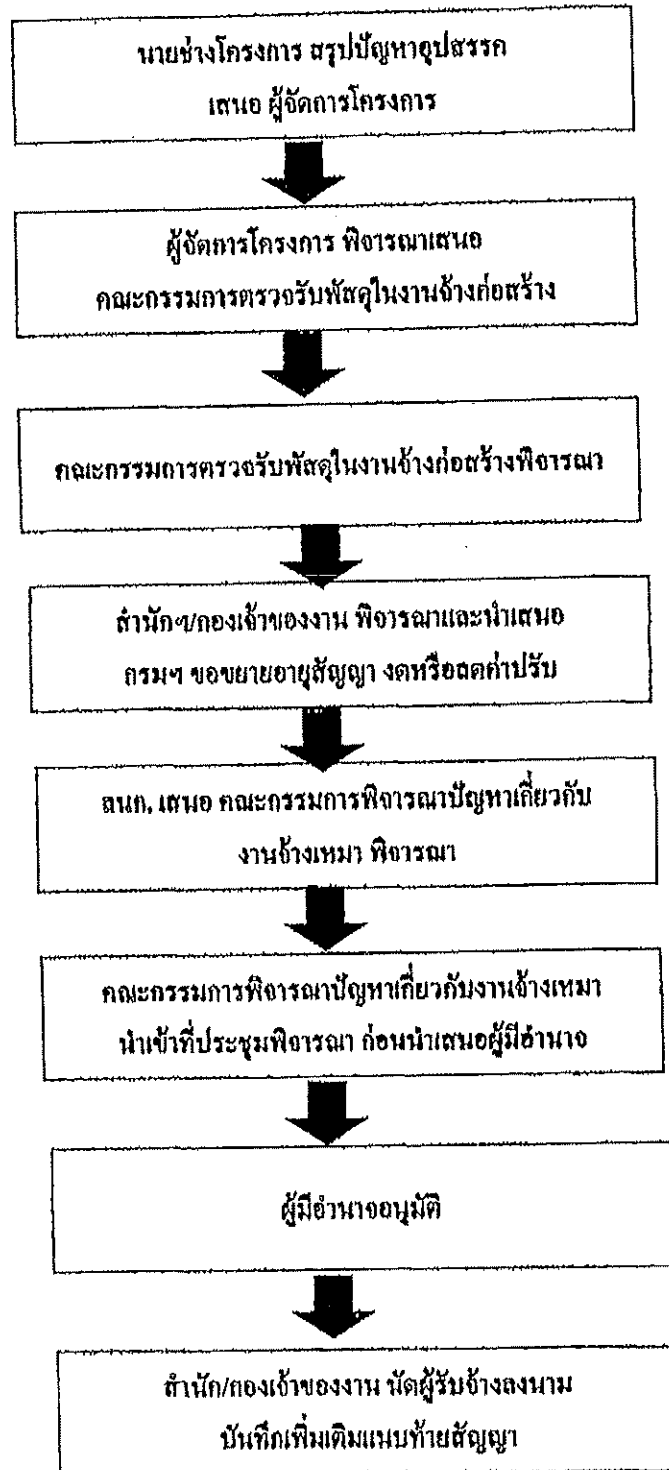 นายช่างโครงการ สรุปปัญหาอุปสรรค
เสนอ ผู้จัดการโครงการ
ผู้จัดการโครงการ พิจารณาเสนอ
คณะกรรมการตรวจรับพัสดุในงานจ้างก่อสร้าง
คณะกรรมการตรวจรับพัสดุในงานจ้างก่อสร้างพิจารณา
สำนักฯ/กองเจ้าของงาน พิจารณาและนำเสนอ
กรมฯ ขอขยายอายุสัญญา งดหรือลดค่าปรับ
ลนก. เสนอ คณะกรรมการพิจารณาปัญหาเกี่ยวกับ
งานจ้างเหมา พิจารณา
คณะกรรมการพิจารณาปัญหาเกี่ยวกับงานจ้างเหมา
นำเข้าที่ประชุมพิจารณา ก่อนนำเสนอผู้มีอำนาจ
ผู้มีอำนาจอนุมัติ
สำนัก/กองเจ้าของงาน นัดผู้รับจ้างลงนาม
บันทึกเพิ่มเติมแนบท้ายสัญญา